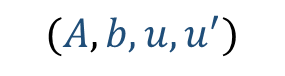 (A, b, u, u′)